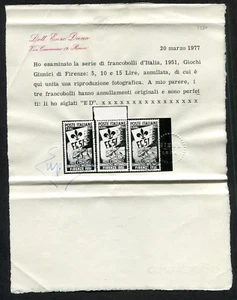 Dott. Enzo Diena
20 marzo 1977
Ho esaminato la serie di francobolli d'Italia, 1951, Giochi
Ginnici di Firenze: 5, 10 e 15 Lire, annullata, di cui è
qui unita una riproduzione fotografica. A mio parere, i
tre francobolli hanno annullamenti originali e sono perfet
ti: li ho siglati "ED". x x x x x x x x x x x x x x x x x
POSTE ITALIANE POSTE ITALIANE POSTE ITALIANE
FIRENZE 1951 FIRENZE 1951 FIRENZE 1951